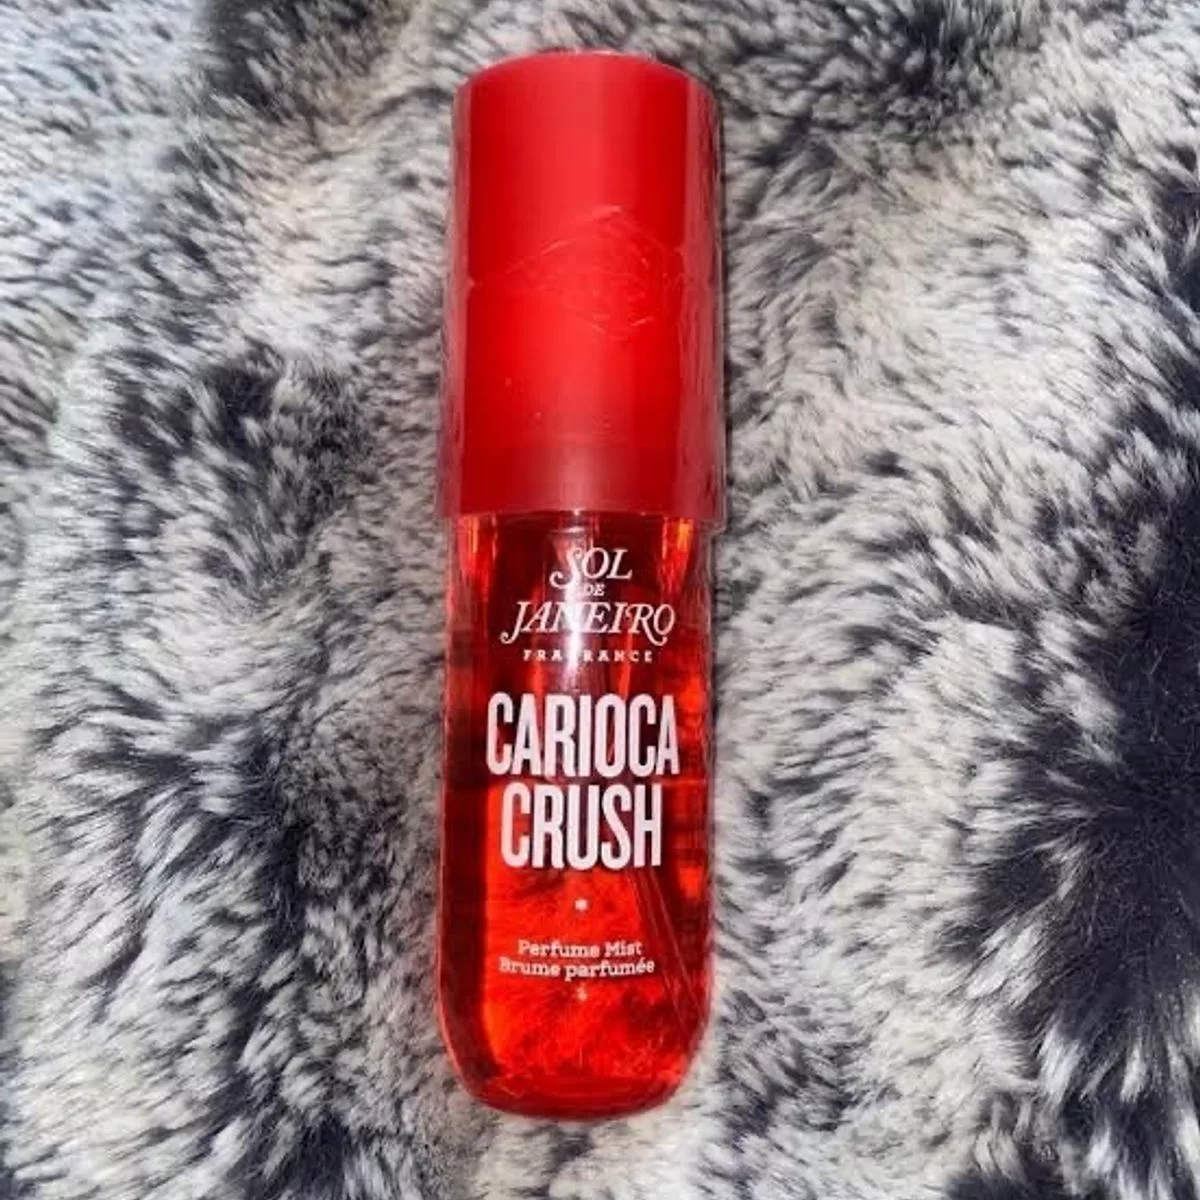 SOL
DE
JANEIRO
FRAGRANCE
CARIOCA
CRUSH
Perfume Mist
Brume parfumée